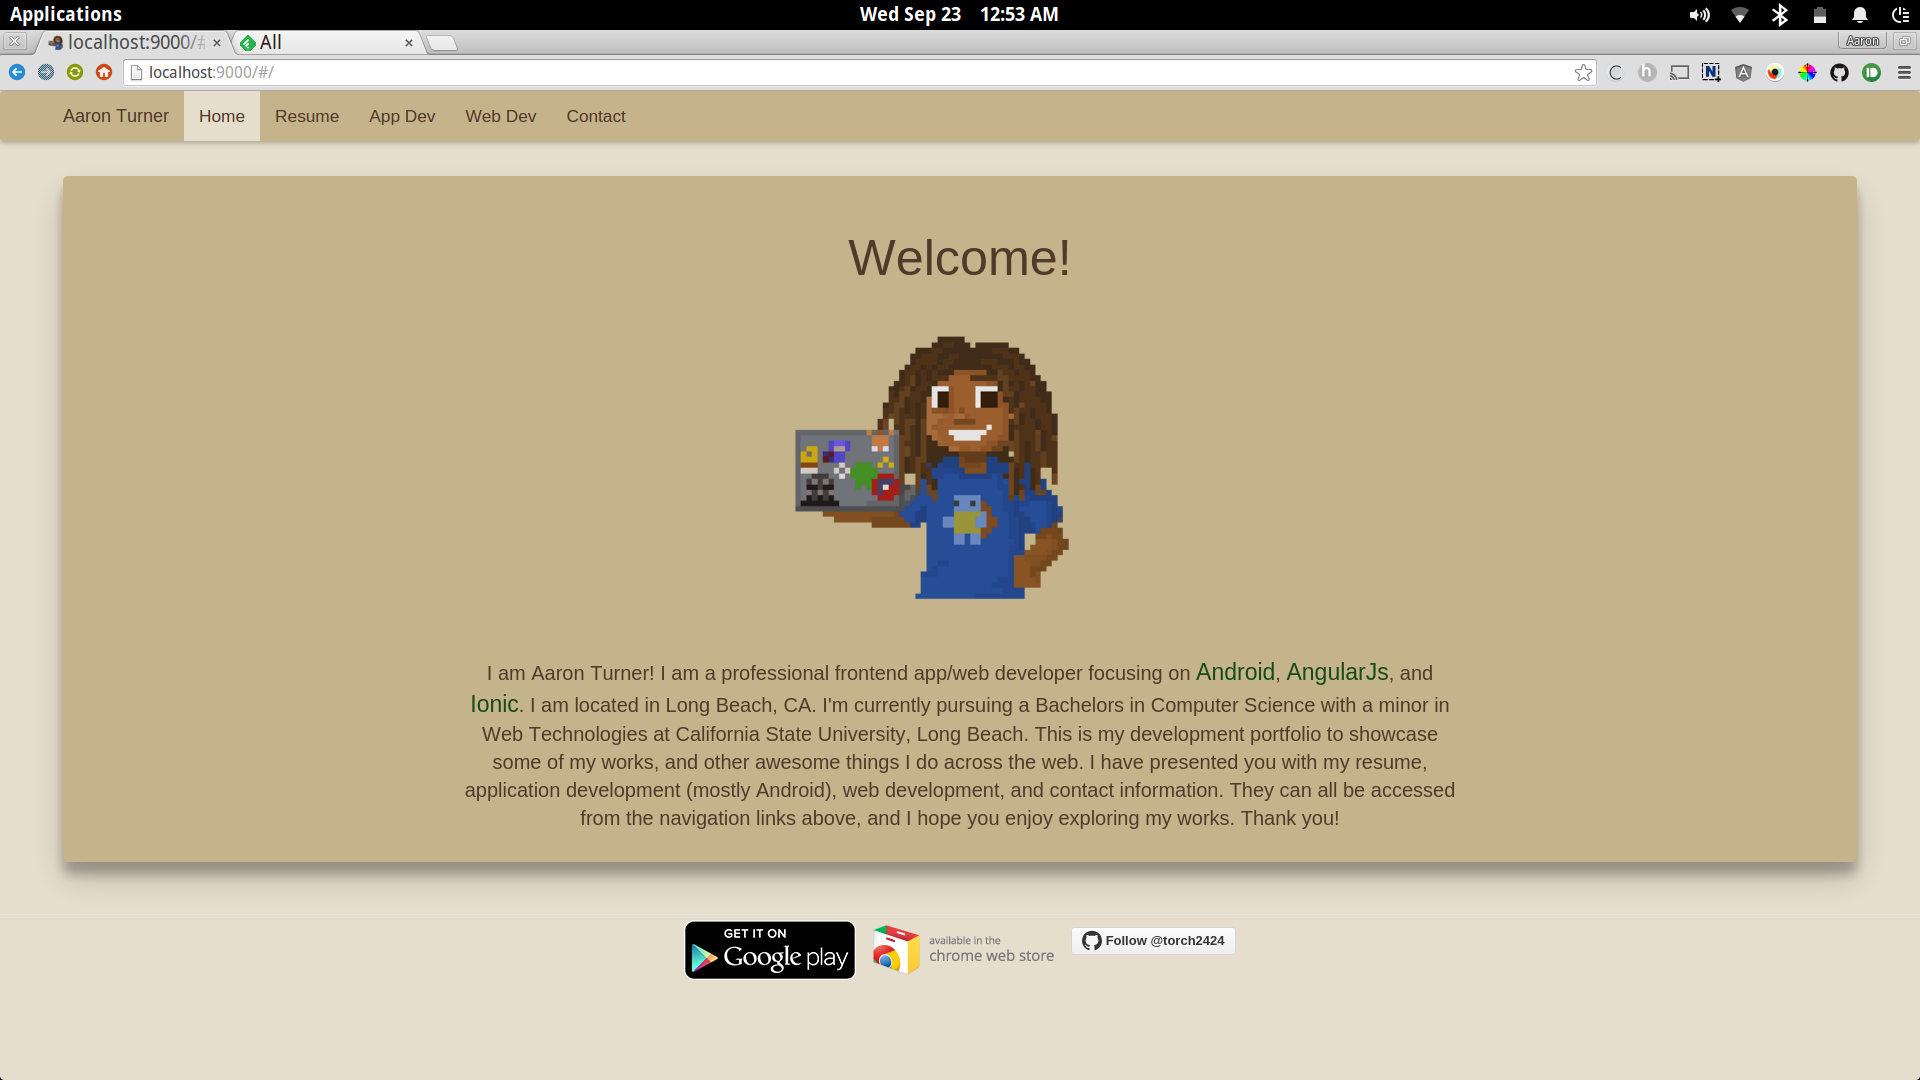 Applications
Wed Sep 23 12:53 AM
localhost:9000/#
All
Aaron
localhost:9000/#/
Aaron Turner
Home
Resume
App Dev
Web Dev
Contact
Welcome!
I am Aaron Turner! I am a professional frontend app/web developer focusing on Android, AngularJs, and
Ionic. I am located in Long Beach, CA. I'm currently pursuing a Bachelors in Computer Science with a minor in
Web Technologies at California State University, Long Beach. This is my development portfolio to showcase
some of my works, and other awesome things I do across the web. I have presented you with my resume,
application development (mostly Android), web development, and contact information. They can all be accessed
from the navigation links above, and I hope you enjoy exploring my works. Thank you!
GET IT ON
Google play
available in the
chrome web store
Follow @torch2424